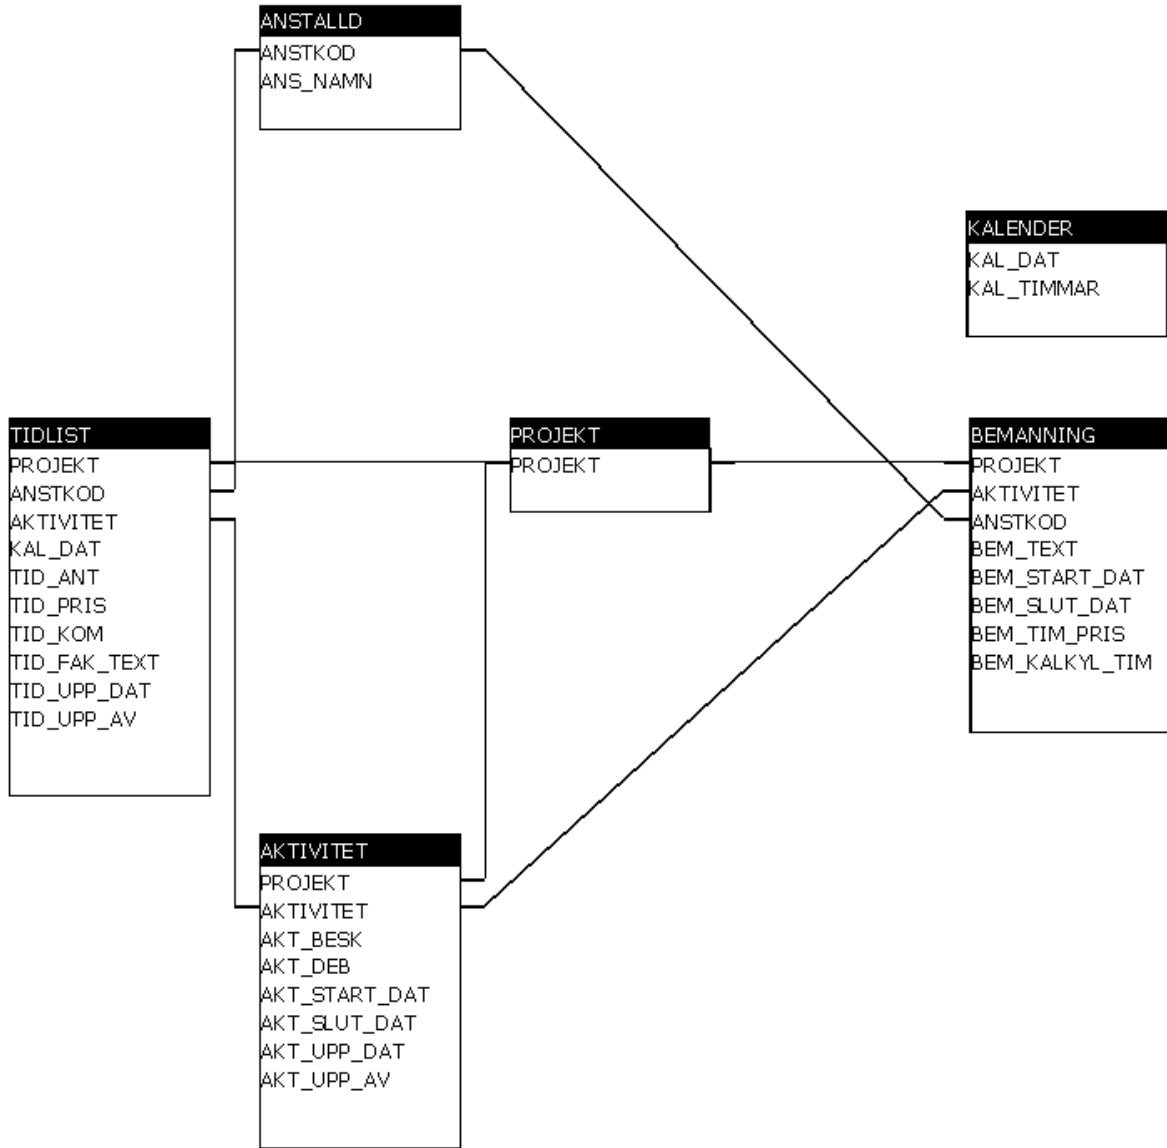 ANSTALLD
ANSTKOD
ANS_NAMN
KALENDER
KAL_DAT
KAL_TIMMAR
TIDLIST
PROJEKT
ANSTKOD
AKTIVITET
KAL_DAT
TID_ANT
TID_PRIS
TID_KOM
TID_FAK_TEXT
TID_UPP_DAT
TID_UPP_AV
PROJEKT
PROJEKT
BEMANNING
PROJEKT
AKTIVITET
ANSTKOD
BEM_TEXT
BEM_START_DAT
BEM_SLUT_DAT
BEM_TIM_PRIS
BEM_KALKYL_TIM
AKTIVITET
PROJEKT
AKTIVITET
AKT_BESK
AKT_DEB
AKT_START_DAT
AKT_SLUT_DAT
AKT_UPP_DAT
AKT_UPP_AV